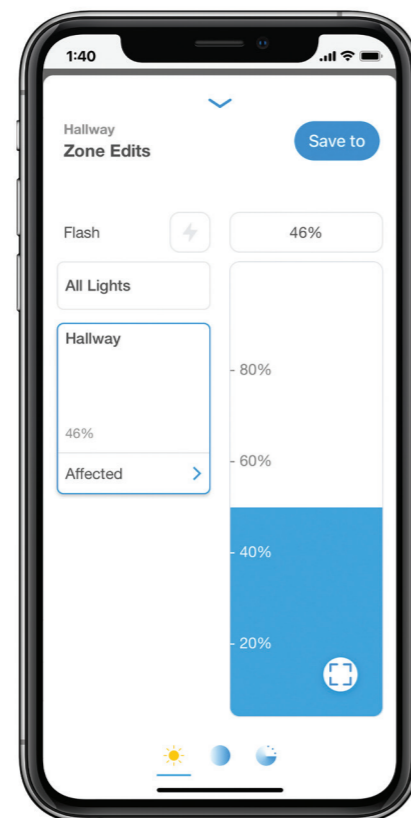 1:40
Hallway
Zone Edits
Save to
Flash
46%
All Lights
Hallway
46%
Affected
- 80%
- 60%
- 40%
- 20%